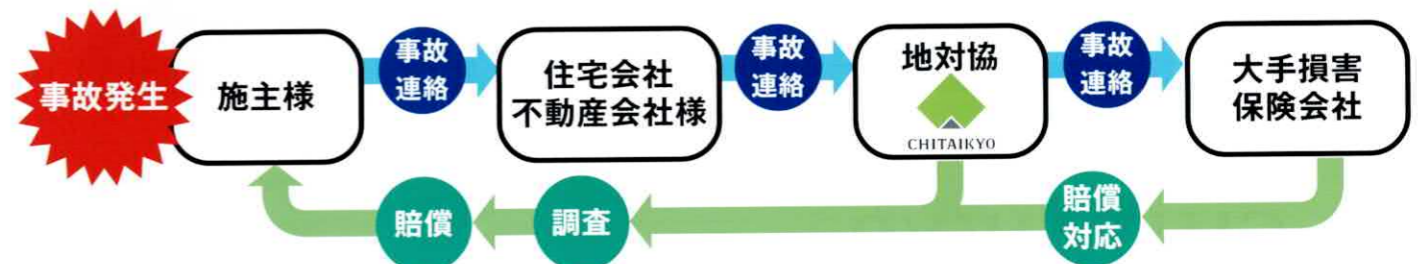 事故発生
施主様
事故
連絡
住宅会社
不動産会社様
事故
連絡
地対協
CHITAIKYO
事故
連絡
大手損害
保険会社
賠償
調査
賠償
対応